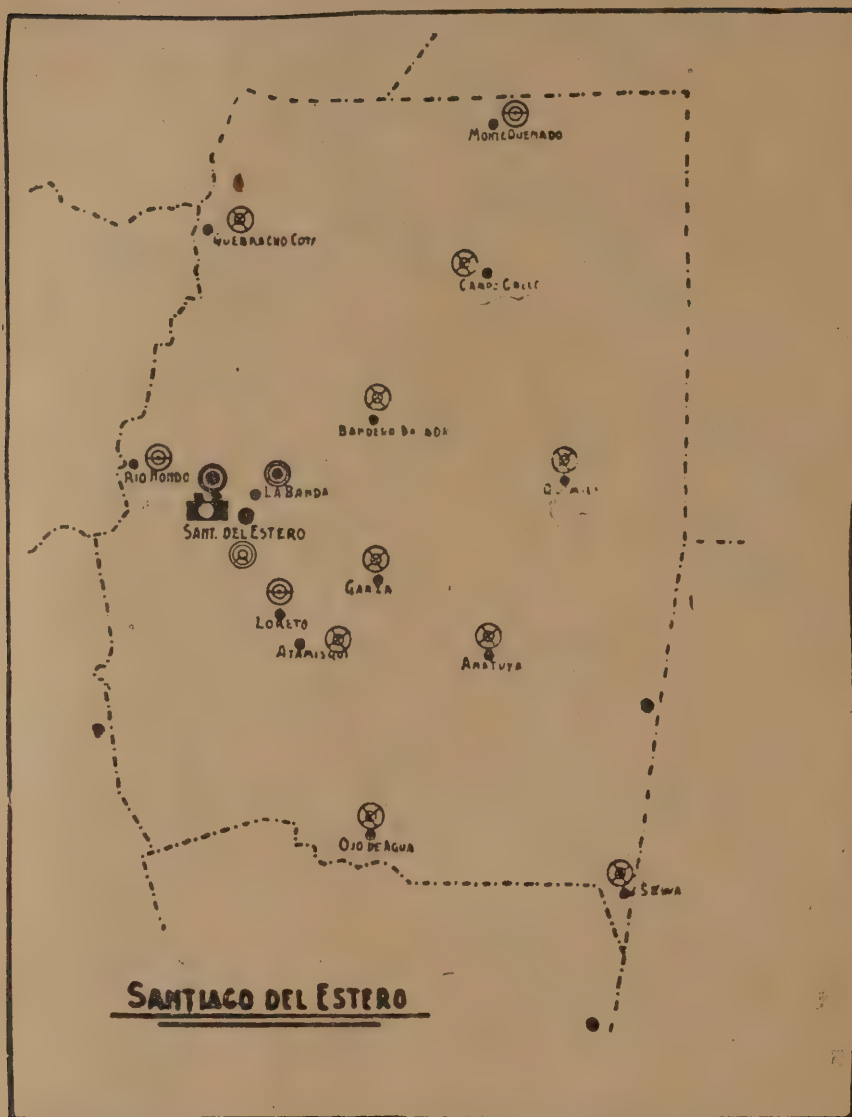 MONTE QUEMADO
QUEBRACHO COTº
CAMPO GALLO
BANDERO BAJADA
RIO HONDO
LA BANDA
SANT. DEL ESTERO
GARZA
LORETO
ATAMISQUI
AÑATUYA
OJO DE AGUA
SELVA
SANTIAGO DEL ESTERO